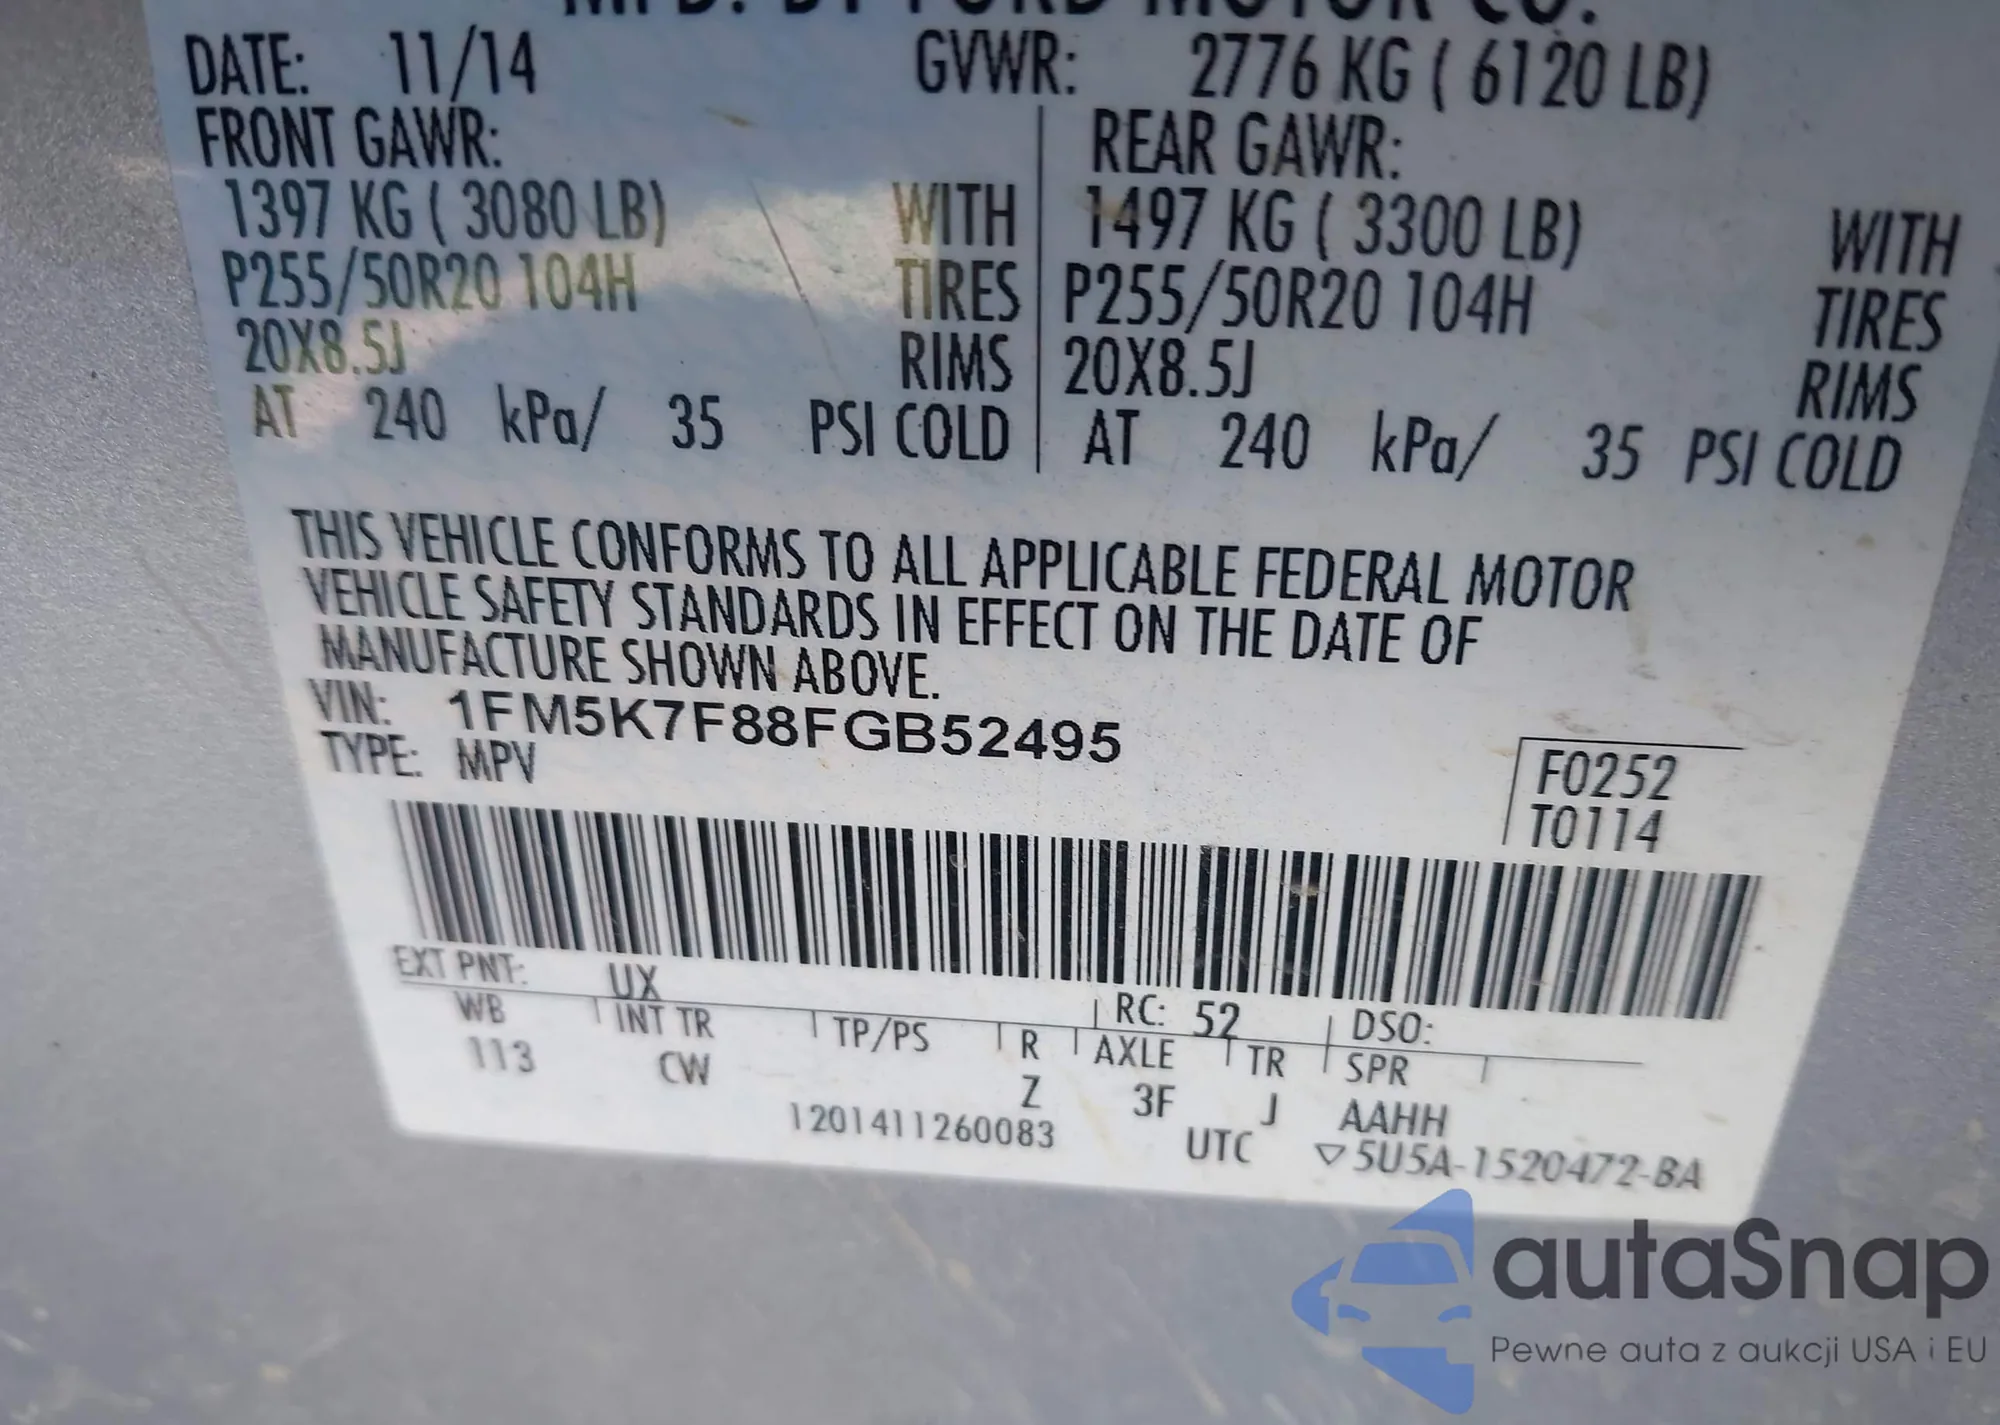 MFD. BY FORD MOTOR CO.
DATE: 11/14 GVWR: 2776 KG ( 6120 LB)
FRONT GAWR: REAR GAWR:
1397 KG ( 3080 LB) WITH 1497 KG ( 3300 LB) WITH
P255/50R20 104H TIRES P255/50R20 104H TIRES
20X8.5J RIMS 20X8.5J RIMS
AT 240 kPa/ 35 PSI COLD AT 240 kPa/ 35 PSI COLD
THIS VEHICLE CONFORMS TO ALL APPLICABLE FEDERAL MOTOR
VEHICLE SAFETY STANDARDS IN EFFECT ON THE DATE OF
MANUFACTURE SHOWN ABOVE.
VIN: 1FM5K7F88FGB52495
TYPE: MPV
F0252
T0114
EXT PNT: UX RC: 52 DSO:
WB INT TR TP/PS R AXLE TR SPR
113 CW Z 3F J AAHH
1201411260083 UTC ▽5U5A-1520472-BA
autaSnap
Pewne auta z aukcji USA i EU